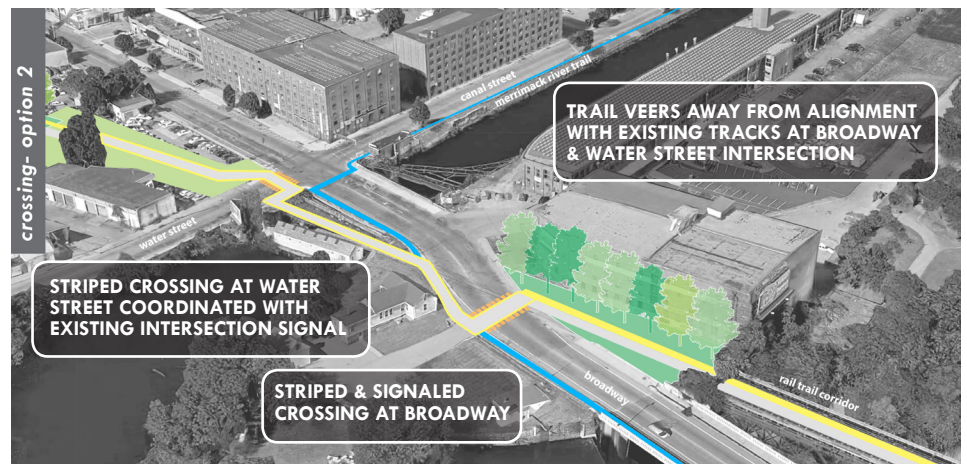 crossing- option 2
canal street
merrimack river trail
TRAIL VEERS AWAY FROM ALIGNMENT
WITH EXISTING TRACKS AT BROADWAY
& WATER STREET INTERSECTION
water street
STRIPED CROSSING AT WATER
STREET COORDINATED WITH
EXISTING INTERSECTION SIGNAL
STRIPED & SIGNALED
CROSSING AT BROADWAY
broadway
rail trail corridor